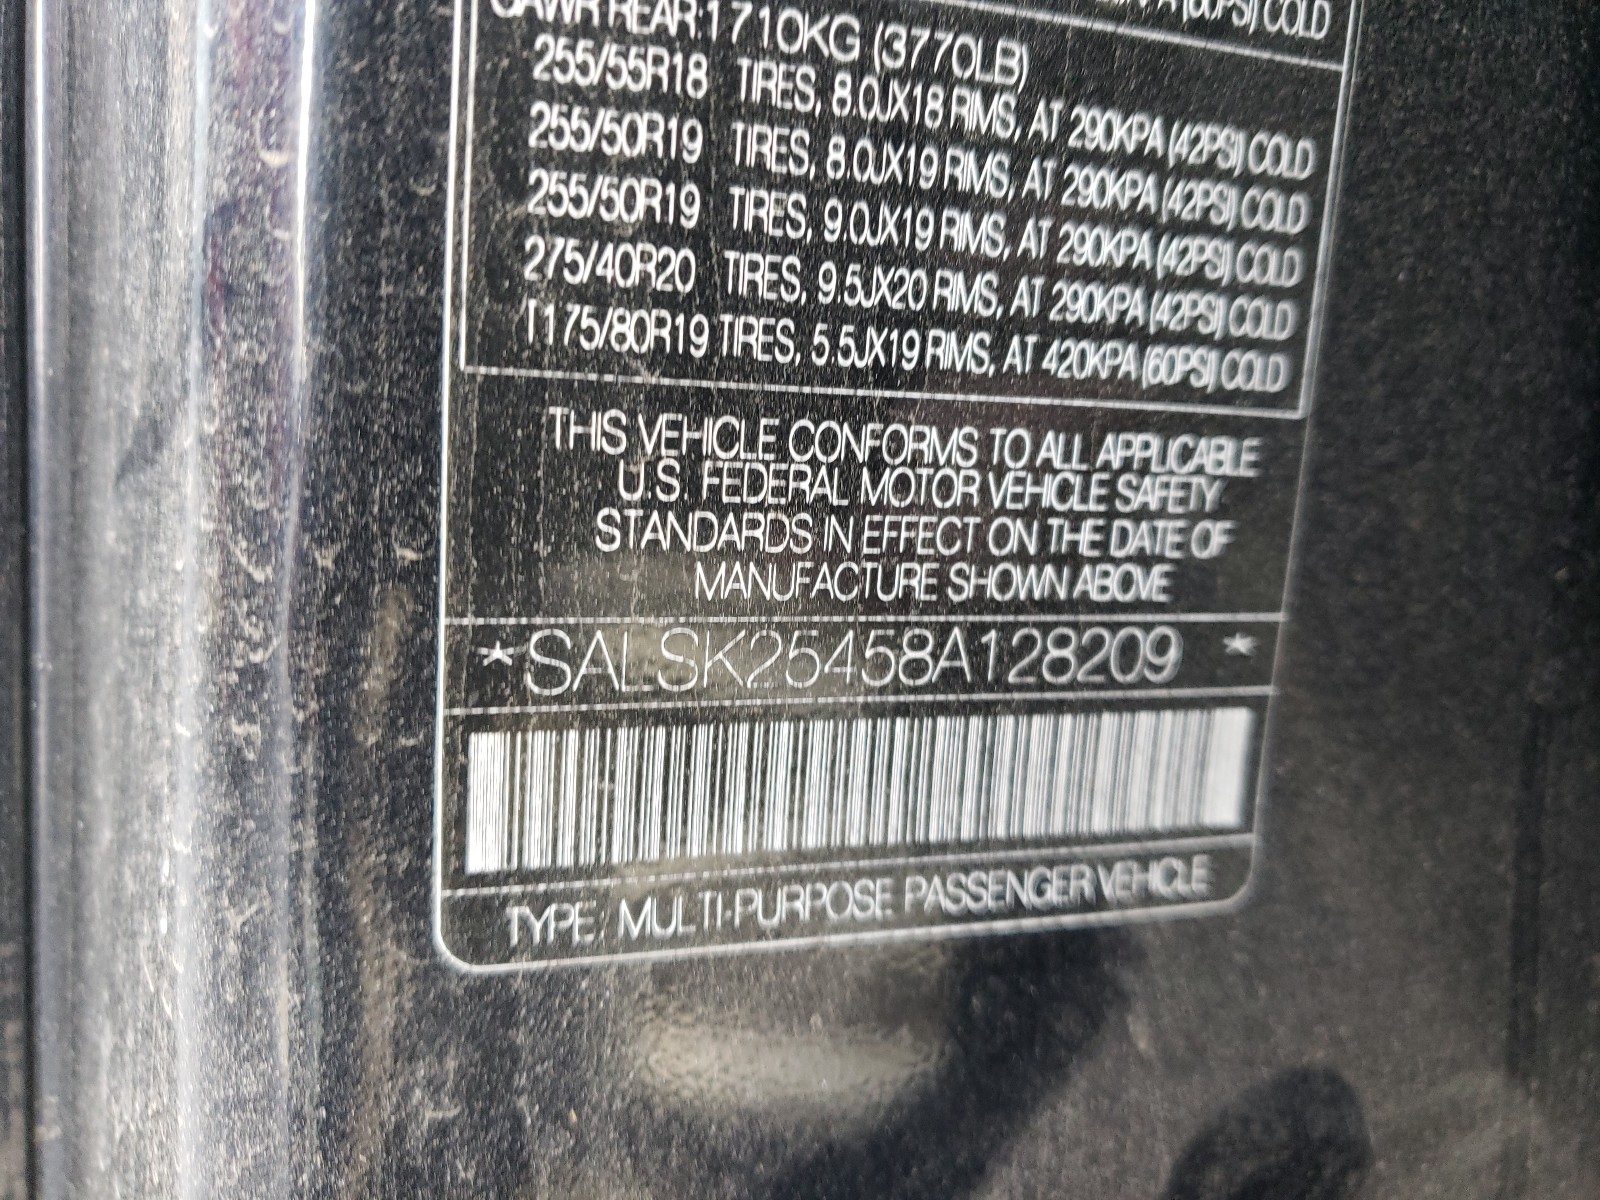 (60PSI) COLD
GAWR REAR:1710KG (3770LB)
255/55R18 TIRES, 8.0JX18 RIMS, AT 290KPA (42PSI) COLD
255/50R19 TIRES, 8.0JX19 RIMS, AT 290KPA (42PSI) COLD
255/50R19 TIRES, 9.0JX19 RIMS, AT 290KPA (42PSI) COLD
275/40R20 TIRES, 9.5JX20 RIMS, AT 290KPA (42PSI) COLD
T175/80R19 TIRES, 5.5JX19 RIMS, AT 420KPA (60PSI) COLD
THIS VEHICLE CONFORMS TO ALL APPLICABLE
U.S. FEDERAL MOTOR VEHICLE SAFETY
STANDARDS IN EFFECT ON THE DATE OF
MANUFACTURE SHOWN ABOVE
*SALSK25458A128209 *
TYPE: MULTI-PURPOSE PASSENGER VEHICLE